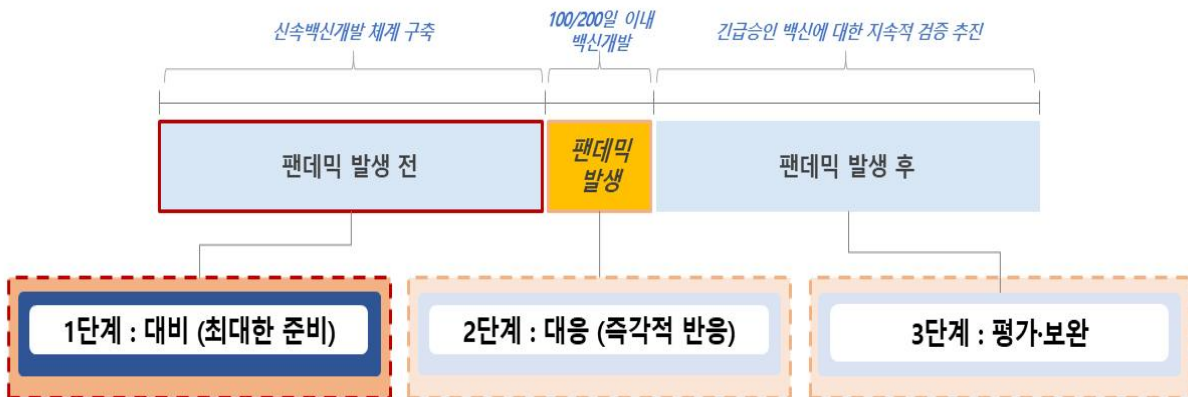 신속백신개발 체계 구축
100/200일 이내
백신개발
긴급승인 백신에 대한 지속적 검증 추진
팬데믹 발생 전
팬데믹
발생
팬데믹 발생 후
1단계 : 대비 (최대한 준비)
2단계 : 대응 (즉각적 반응)
3단계 : 평가·보완